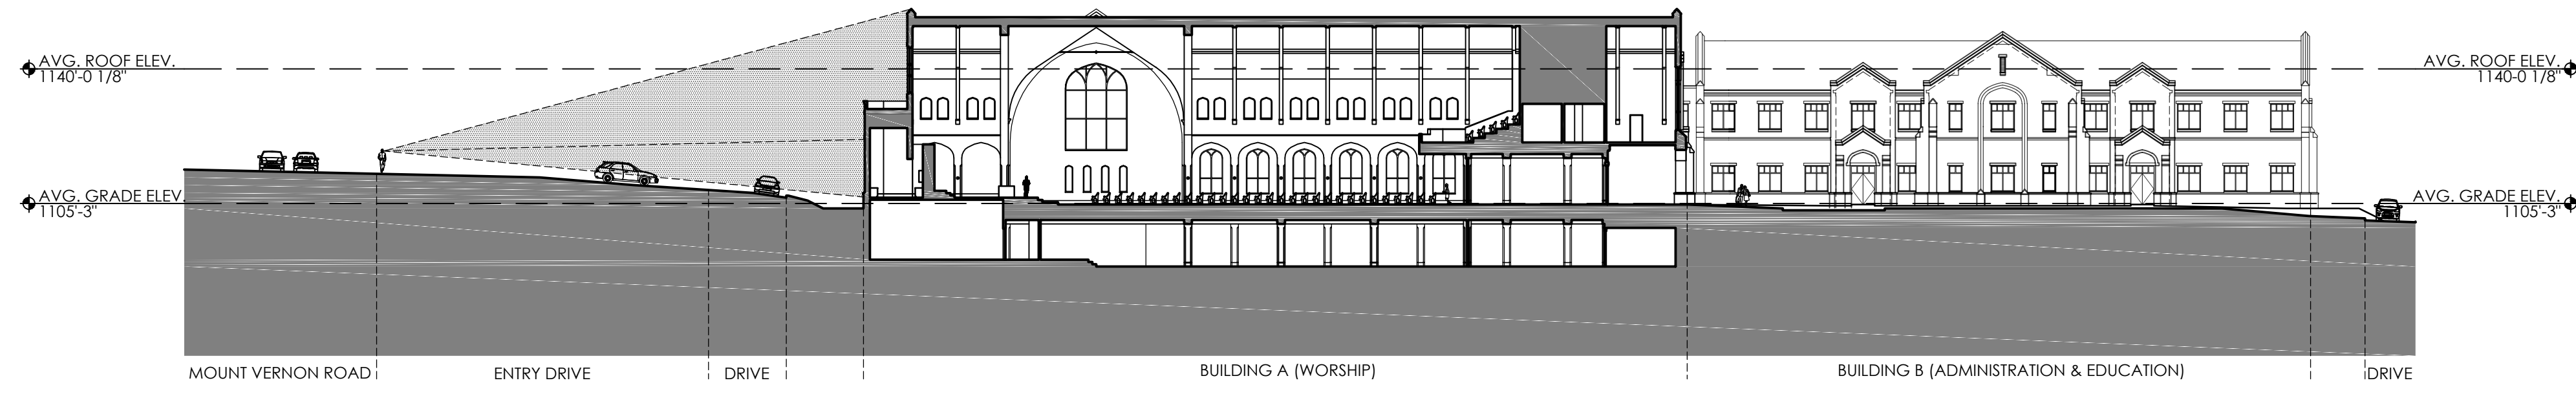 AVG. ROOF ELEV.
1140'-0 1/8"
AVG. ROOF ELEV.
1140-0 1/8"
AVG. GRADE ELEV.
1105'-3"
AVG. GRADE ELEV.
1105'-3"
MOUNT VERNON ROAD
ENTRY DRIVE
DRIVE
BUILDING A (WORSHIP)
BUILDING B (ADMINISTRATION & EDUCATION)
DRIVE